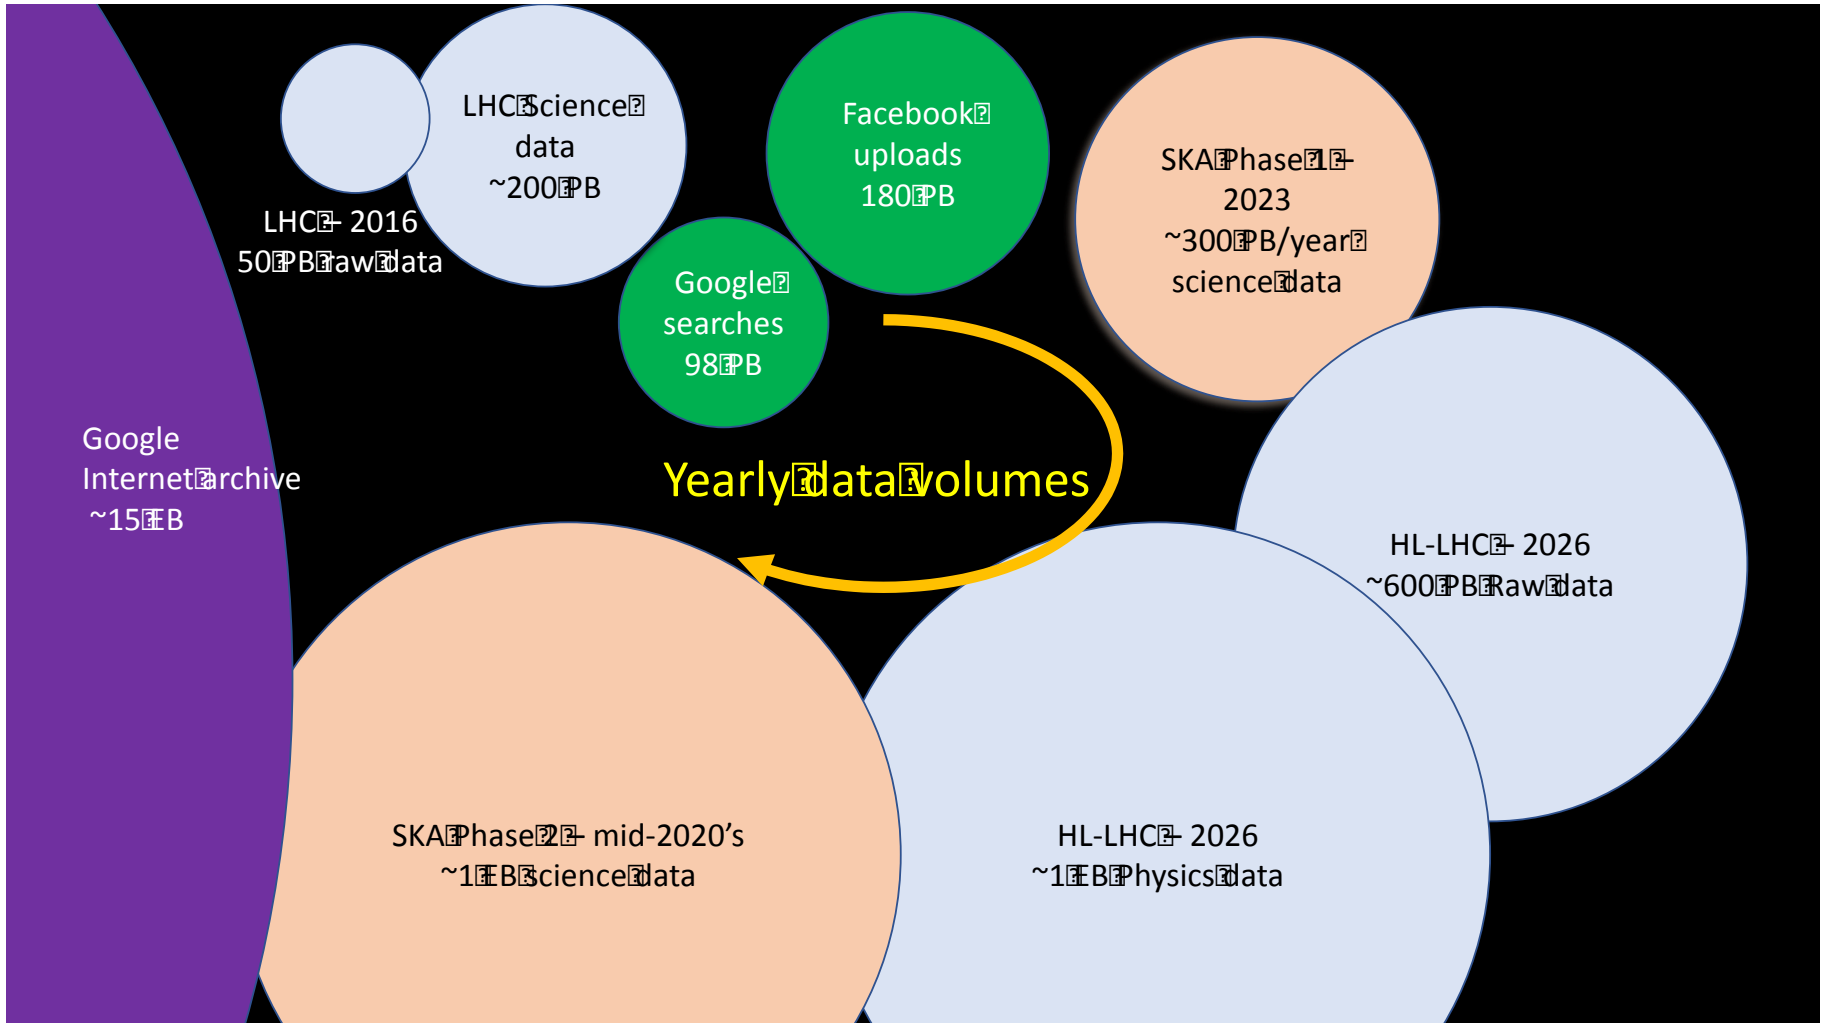 LHC Science
data
~200 PB
Facebook
uploads
180 PB
SKA Phase 1 –
2023
~300 PB/year
science data
LHC – 2016
50 PB raw data
Google
searches
98 PB
Google
Internet archive
~15 EB
Yearly data volumes
HL-LHC – 2026
~600 PB Raw data
SKA Phase 2 – mid-2020’s
~1 EB science data
HL-LHC – 2026
~1 EB Physics data